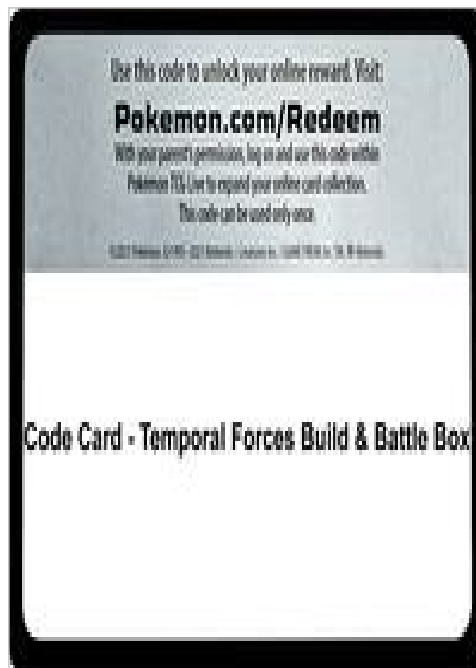 Use this code to unlock your online reward. Visit:
Pokemon.com/Redeem
With your parent's permission, log on and use this code within
Pokémon TCG Live to expand your online card collection.
This code can be used only once.
Code Card - Temporal Forces Build & Battle Box